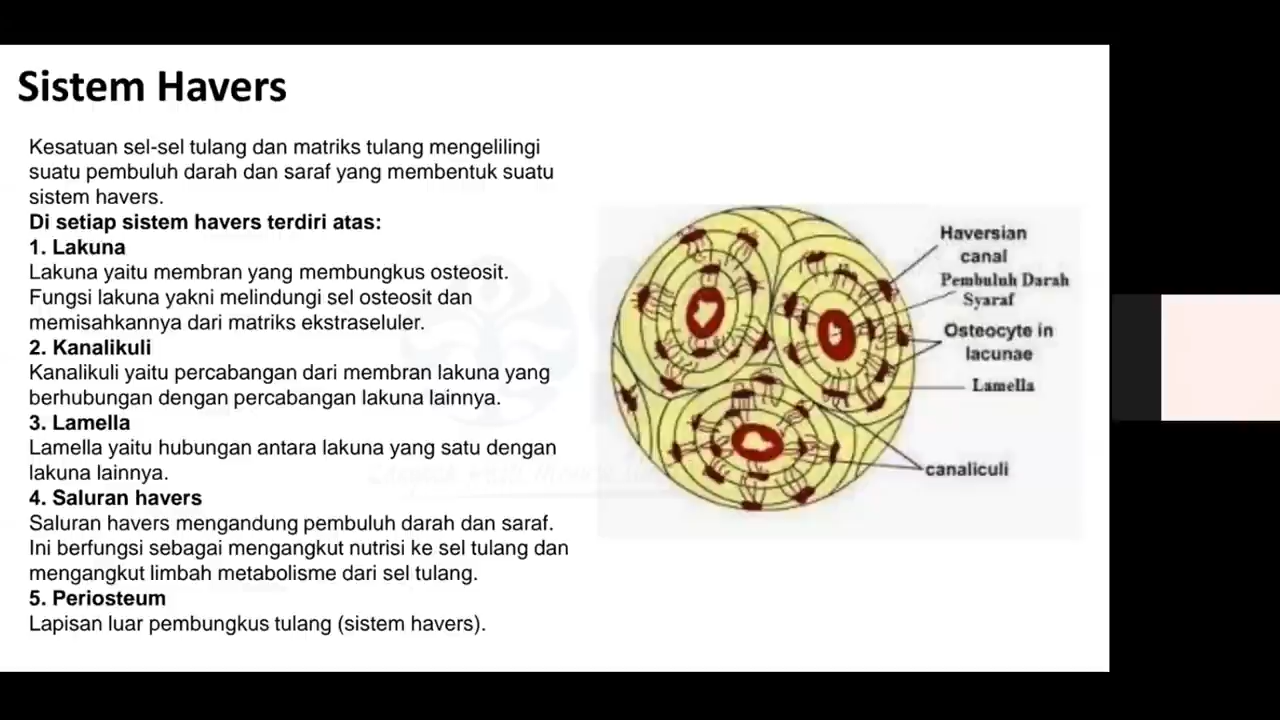 Sistem Havers
Kesatuan sel-sel tulang dan matriks tulang mengelilingi
suatu pembuluh darah dan saraf yang membentuk suatu
sistem havers.
Di setiap sistem havers terdiri atas:
1. Lakuna
Lakuna yaitu membran yang membungkus osteosit.
Fungsi lakuna yakni melindungi sel osteosit dan
memisahkannya dari matriks ekstraseluler.
2. Kanalikuli
Kanalikuli yaitu percabangan dari membran lakuna yang
berhubungan dengan percabangan lakuna lainnya.
3. Lamella
Lamella yaitu hubungan antara lakuna yang satu dengan
lakuna lainnya.
4. Saluran havers
Saluran havers mengandung pembuluh darah dan saraf.
Ini berfungsi sebagai mengangkut nutrisi ke sel tulang dan
mengangkut limbah metabolisme dari sel tulang.
5. Periosteum
Lapisan luar pembungkus tulang (sistem havers).
Haversian
canal
Pembuluh Darah
Syaraf
Osteocyte in
lacunae
Lamella
canaliculi